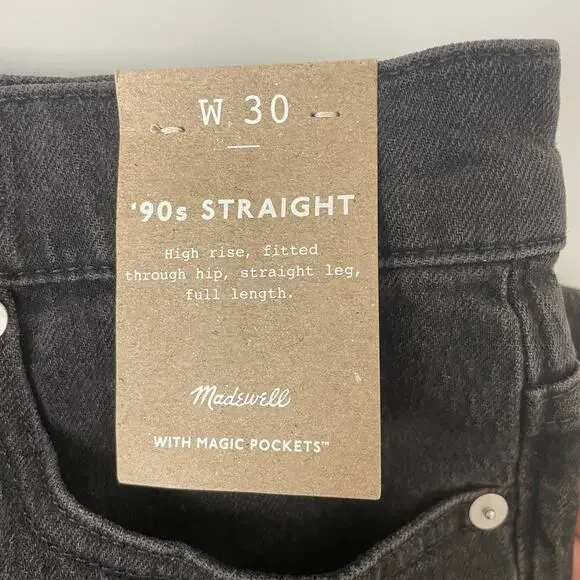 W 30
'90s STRAIGHT
High rise, fitted
through hip, straight leg,
full length.
Madewell
WITH MAGIC POCKETS™